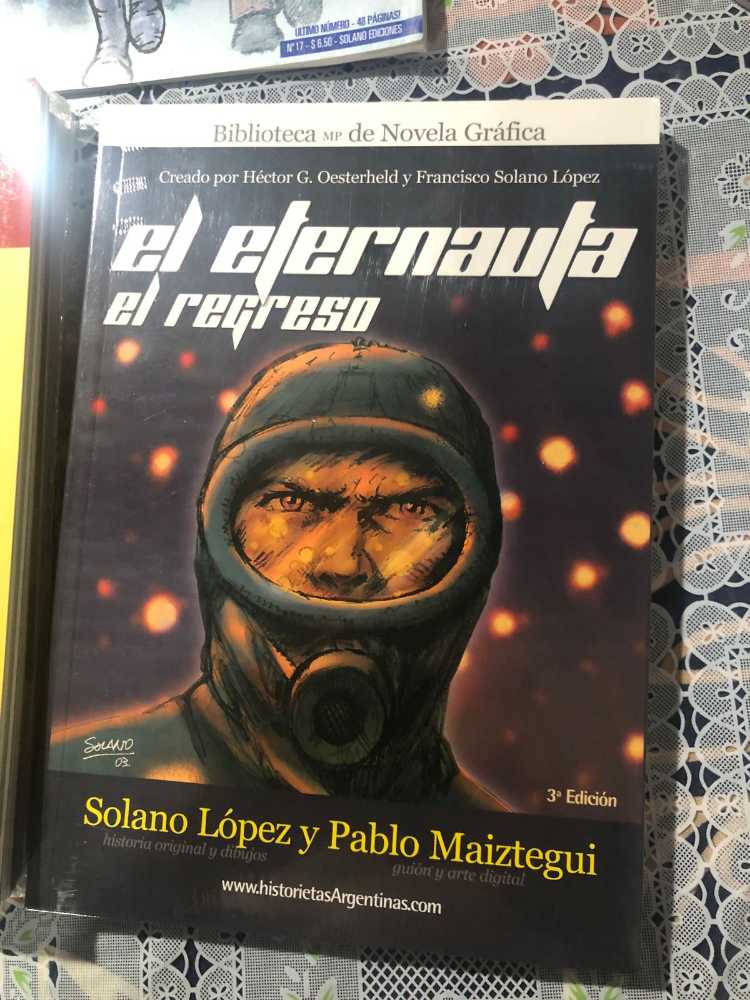 ULTIMO NÚMERO - 48 PÁGINAS!
Nº 17 - $ 6.50 - SOLANO EDICIONES
Biblioteca MP de Novela Gráfica
Creado por Héctor G. Oesterheld y Francisco Solano López
el eternauta
el regreso
SOLANO
03.
3ª Edición
Solano López y Pablo Maiztegui
historia original y dibujos
guión y arte digital
www.historietasArgentinas.com